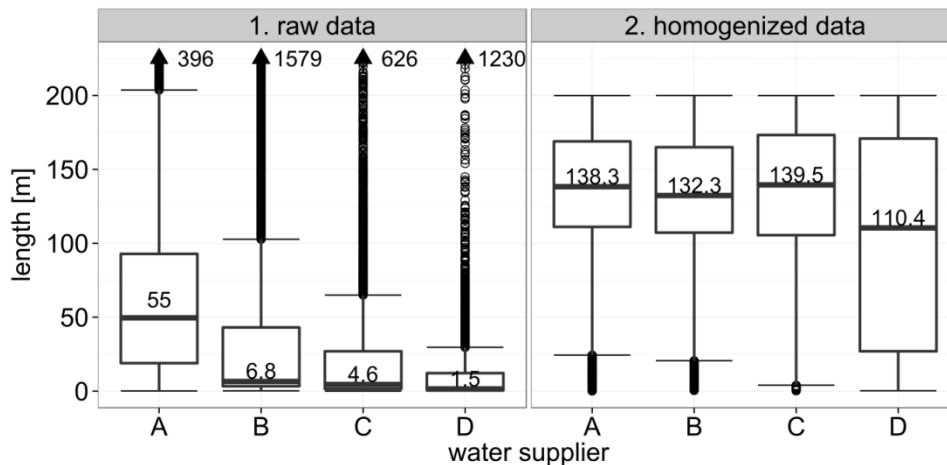 1. raw data
2. homogenized data
396 1579 626 1230
length [m]
200
150
100
50
0
55 6.8 4.6 1.5
138.3 132.3 139.5 110.4
A B C D
A B C D
water supplier